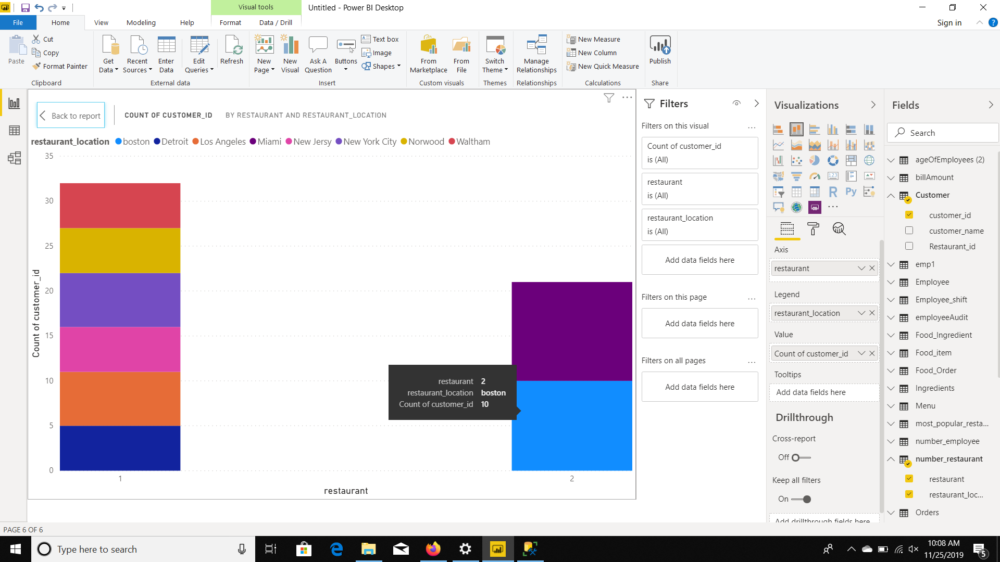 Visual tools
Untitled - Power BI Desktop
File
Home
View
Modeling
Help
Format
Data / Drill
Sign in
?
Paste
Cut
Copy
Format Painter
Clipboard
Get Data
Recent Sources
Enter Data
Edit Queries
Refresh
External data
New Page
New Visual
Ask A Question
Buttons
Text box
Image
Shapes
Insert
From Marketplace
From File
Custom visuals
Switch Theme
Themes
Manage Relationships
Relationships
New Measure
New Column
New Quick Measure
Calculations
Publish
Share
Back to report
COUNT OF CUSTOMER_ID
BY RESTAURANT AND RESTAURANT_LOCATION
restaurant_location boston Detroit Los Angeles Miami New Jersy New York City Norwood Waltham
35
30
25
20
15
10
5
0
Count of customer_id
1
2
restaurant
restaurant 2
restaurant_location boston
Count of customer_id 10
Filters
Filters on this visual
Count of customer_id
is (All)
restaurant
is (All)
restaurant_location
is (All)
Add data fields here
Filters on this page
Add data fields here
Filters on all pages
Add data fields here
Visualizations
123
R
Py
Axis
restaurant
Legend
restaurant_location
Value
Count of customer_id
Tooltips
Add data fields here
Drillthrough
Cross-report
Off
Keep all filters
On
Add drillthrough fields here
Fields
Search
ageOfEmployees (2)
billAmount
Customer
customer_id
customer_name
Restaurant_id
emp1
Employee
Employee_shift
employeeAudit
Food_Ingredient
Food_item
Food_Order
Ingredients
Menu
most_popular_resta...
number_employee
number_restaurant
restaurant
restaurant_loc...
Orders
PAGE 6 OF 6
Type here to search
10:08 AM
11/25/2019
5